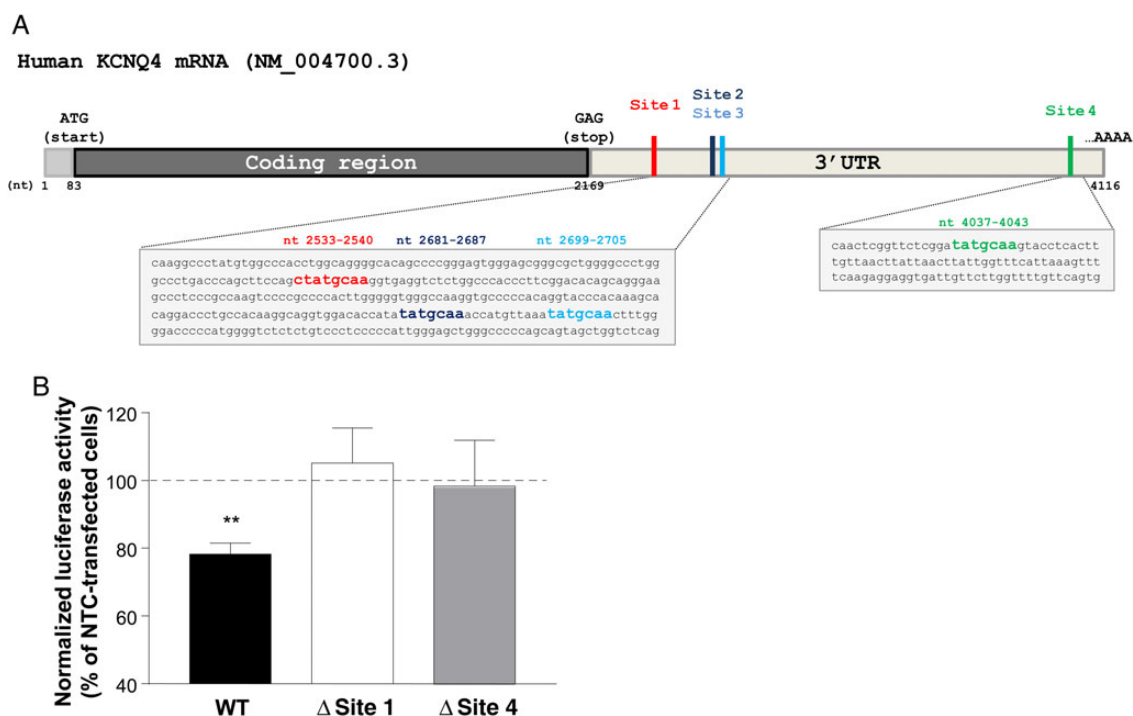 A
Human KCNQ4 mRNA (NM_004700.3)
Site 2
Site 1 Site 3 Site 4
ATG GAG
(start) (stop) …AAAA
Coding region 3’UTR
(nt) 1 83 2169 4116
nt 2533-2540 nt 2681-2687 nt 2699-2705
caaggccctatgtggcccacctggcaggggcacagccccgggagtgggagcgggcgctggggccctgg
gccctgacccagcttccagctatgcaaggtgaggtctctggcccacccttcggacacagcagggaa
gccctcccgccaagtccccgccccacttgggggtgggccaaggtgcccccacaggtacccacaaagca
caggaccctgccacaaggcaggtggacaccatatatgcaaaccatgttaaatatgcaactttggg
ggacccccatggggtctctctgtccctcccccattgggagctgggcccccagcagtagctggtctcag
nt 4037-4043
caactcggttctcggatatgcaagtacctcactt
tgttaacttattaacttattggtttcattaaagtttt
tcaagaggaggtgattgttcttggttttgttcagtg
B
Normalized luciferase activity
(% of NTC-transfected cells)
120
100
80
60
40
**
WT Δ Site 1 Δ Site 4